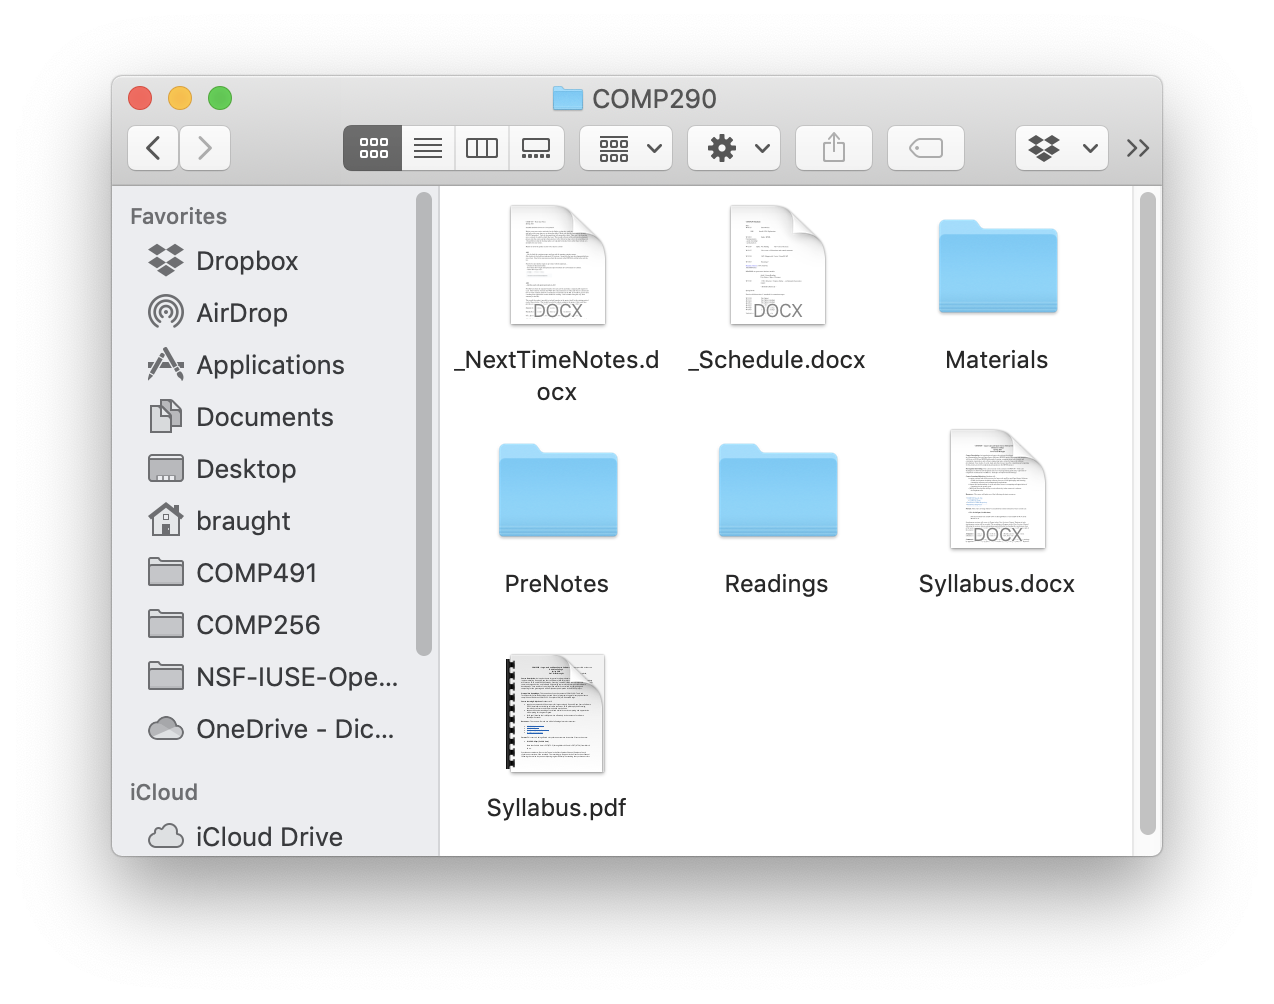 COMP290
Favorites
Dropbox
AirDrop
Applications
Documents
Desktop
braught
COMP491
COMP256
NSF-IUSE-Ope...
OneDrive - Dic...
iCloud
iCloud Drive
DOCX
DOCX
_NextTimeNotes.d
ocx
_Schedule.docx
Materials
DOCX
PreNotes
Readings
Syllabus.docx
Syllabus.pdf